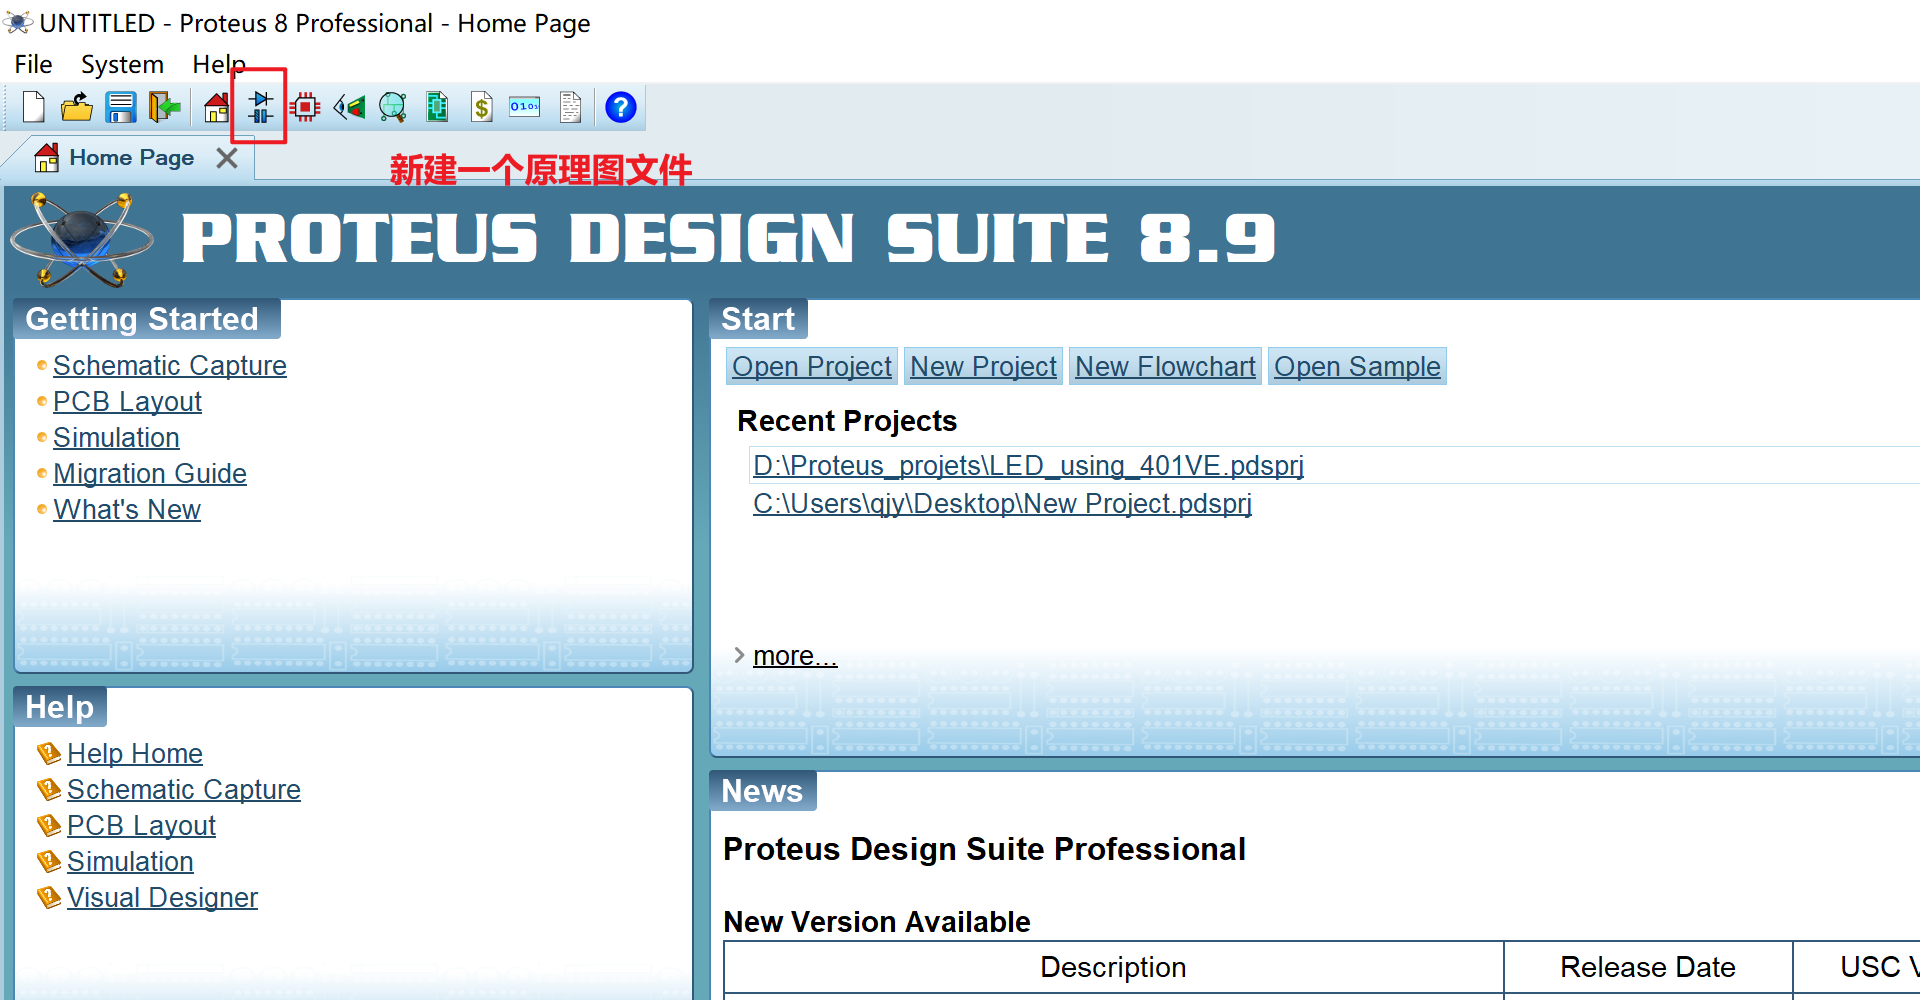 UNTITLED - Proteus 8 Professional - Home Page
File System Help
$ 0101 ?
Home Page
新建一个原理图文件
PROTEUS DESIGN SUITE 8.9
Getting Started
Schematic Capture
PCB Layout
Simulation
Migration Guide
What's New
Start
Open Project New Project New Flowchart Open Sample
Recent Projects
D:\Proteus_projets\LED_using_401VE.pdsprj
C:\Users\qjy\Desktop\New Project.pdsprj
more...
Help
Help Home
Schematic Capture
PCB Layout
Simulation
Visual Designer
News
Proteus Design Suite Professional
New Version Available
Description Release Date USC